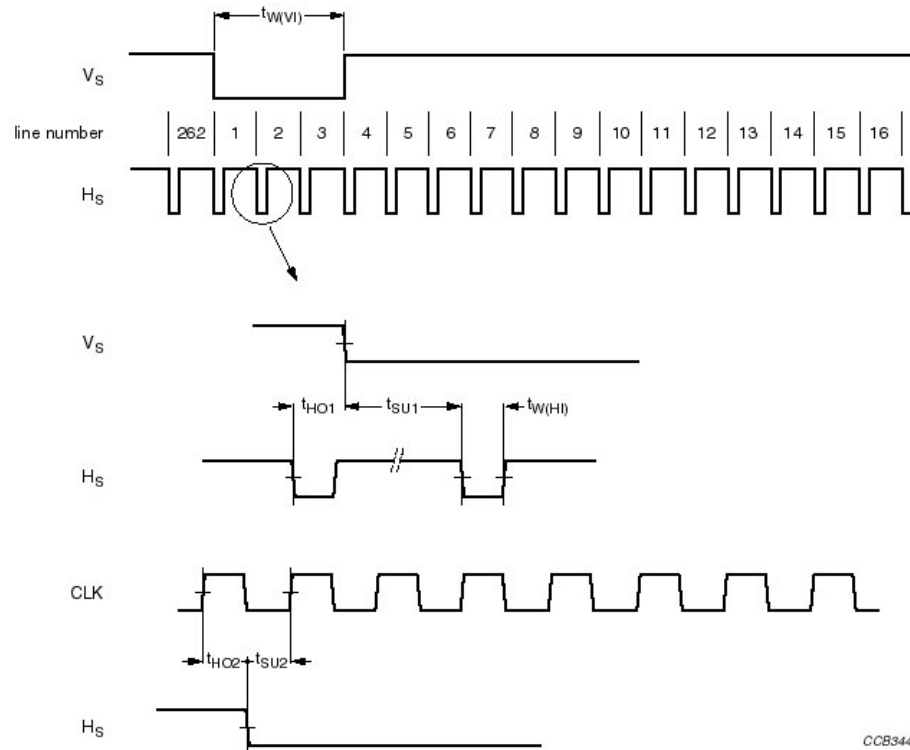 tW(VI)
VS
line number 262 1 2 3 4 5 6 7 8 9 10 11 12 13 14 15 16
HS
VS
tHO1 tSU1 tW(HI)
HS
CLK
tHO2 tSU2
HS
CCB344